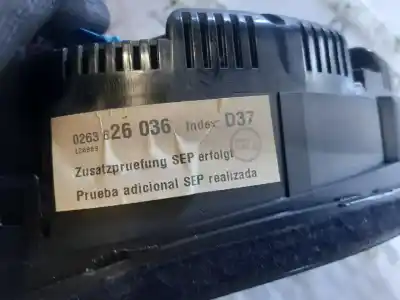 0263 626 036 Index D37
Zusatzpruefung SEP erfolgt
Prueba adicional SEP realizada